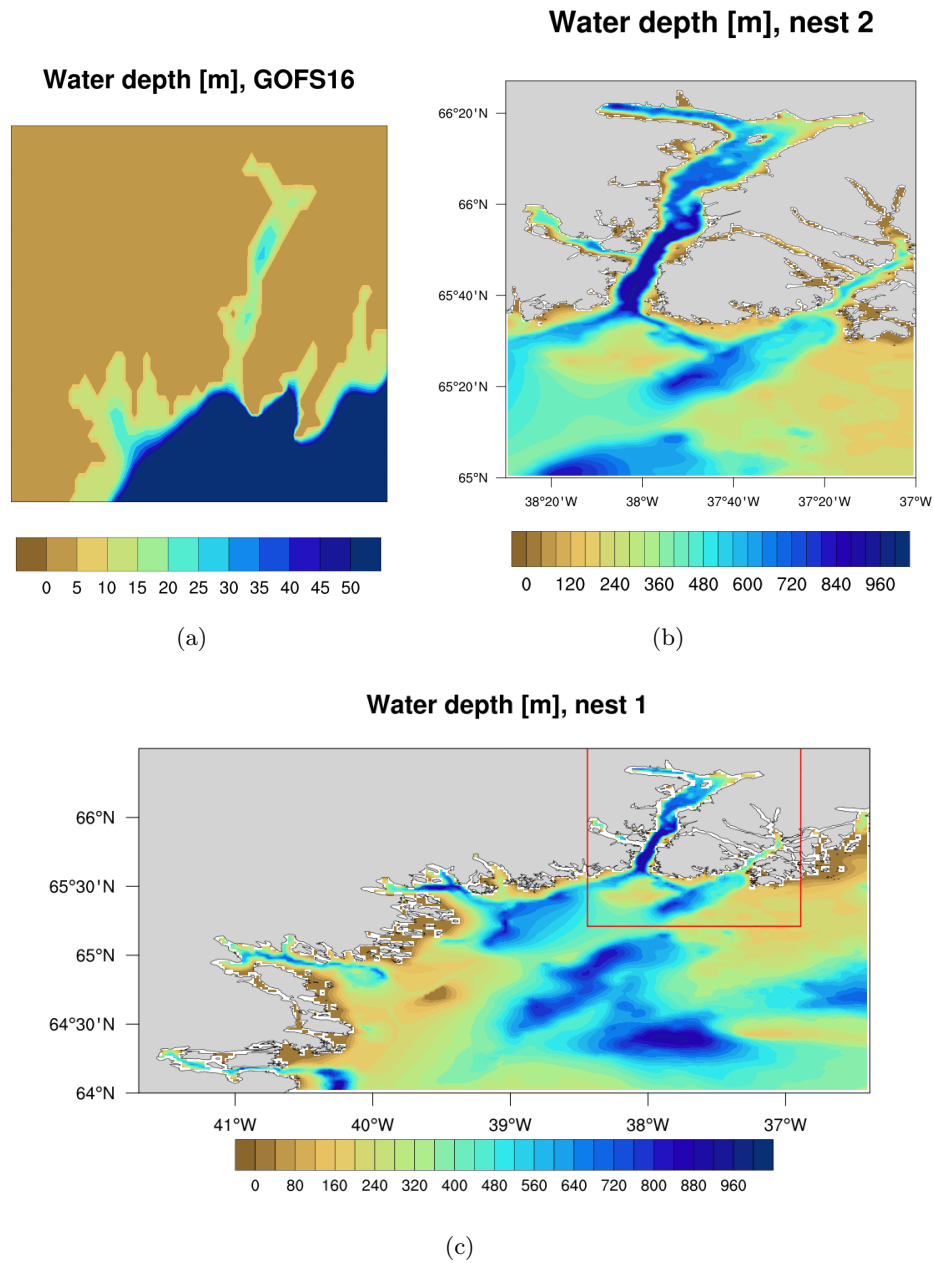 Water depth [m], nest 2
Water depth [m], GOFS16
66°20'N
66°N
65°40'N
65°20'N
65°N
38°20'W 38°W 37°40'W 37°20'W 37°W
0 5 10 15 20 25 30 35 40 45 50
0 120 240 360 480 600 720 840 960
(a)
(b)
Water depth [m], nest 1
66°N
65°30'N
65°N
64°30'N
64°N
41°W 40°W 39°W 38°W 37°W
0 80 160 240 320 400 480 560 640 720 800 880 960
(c)